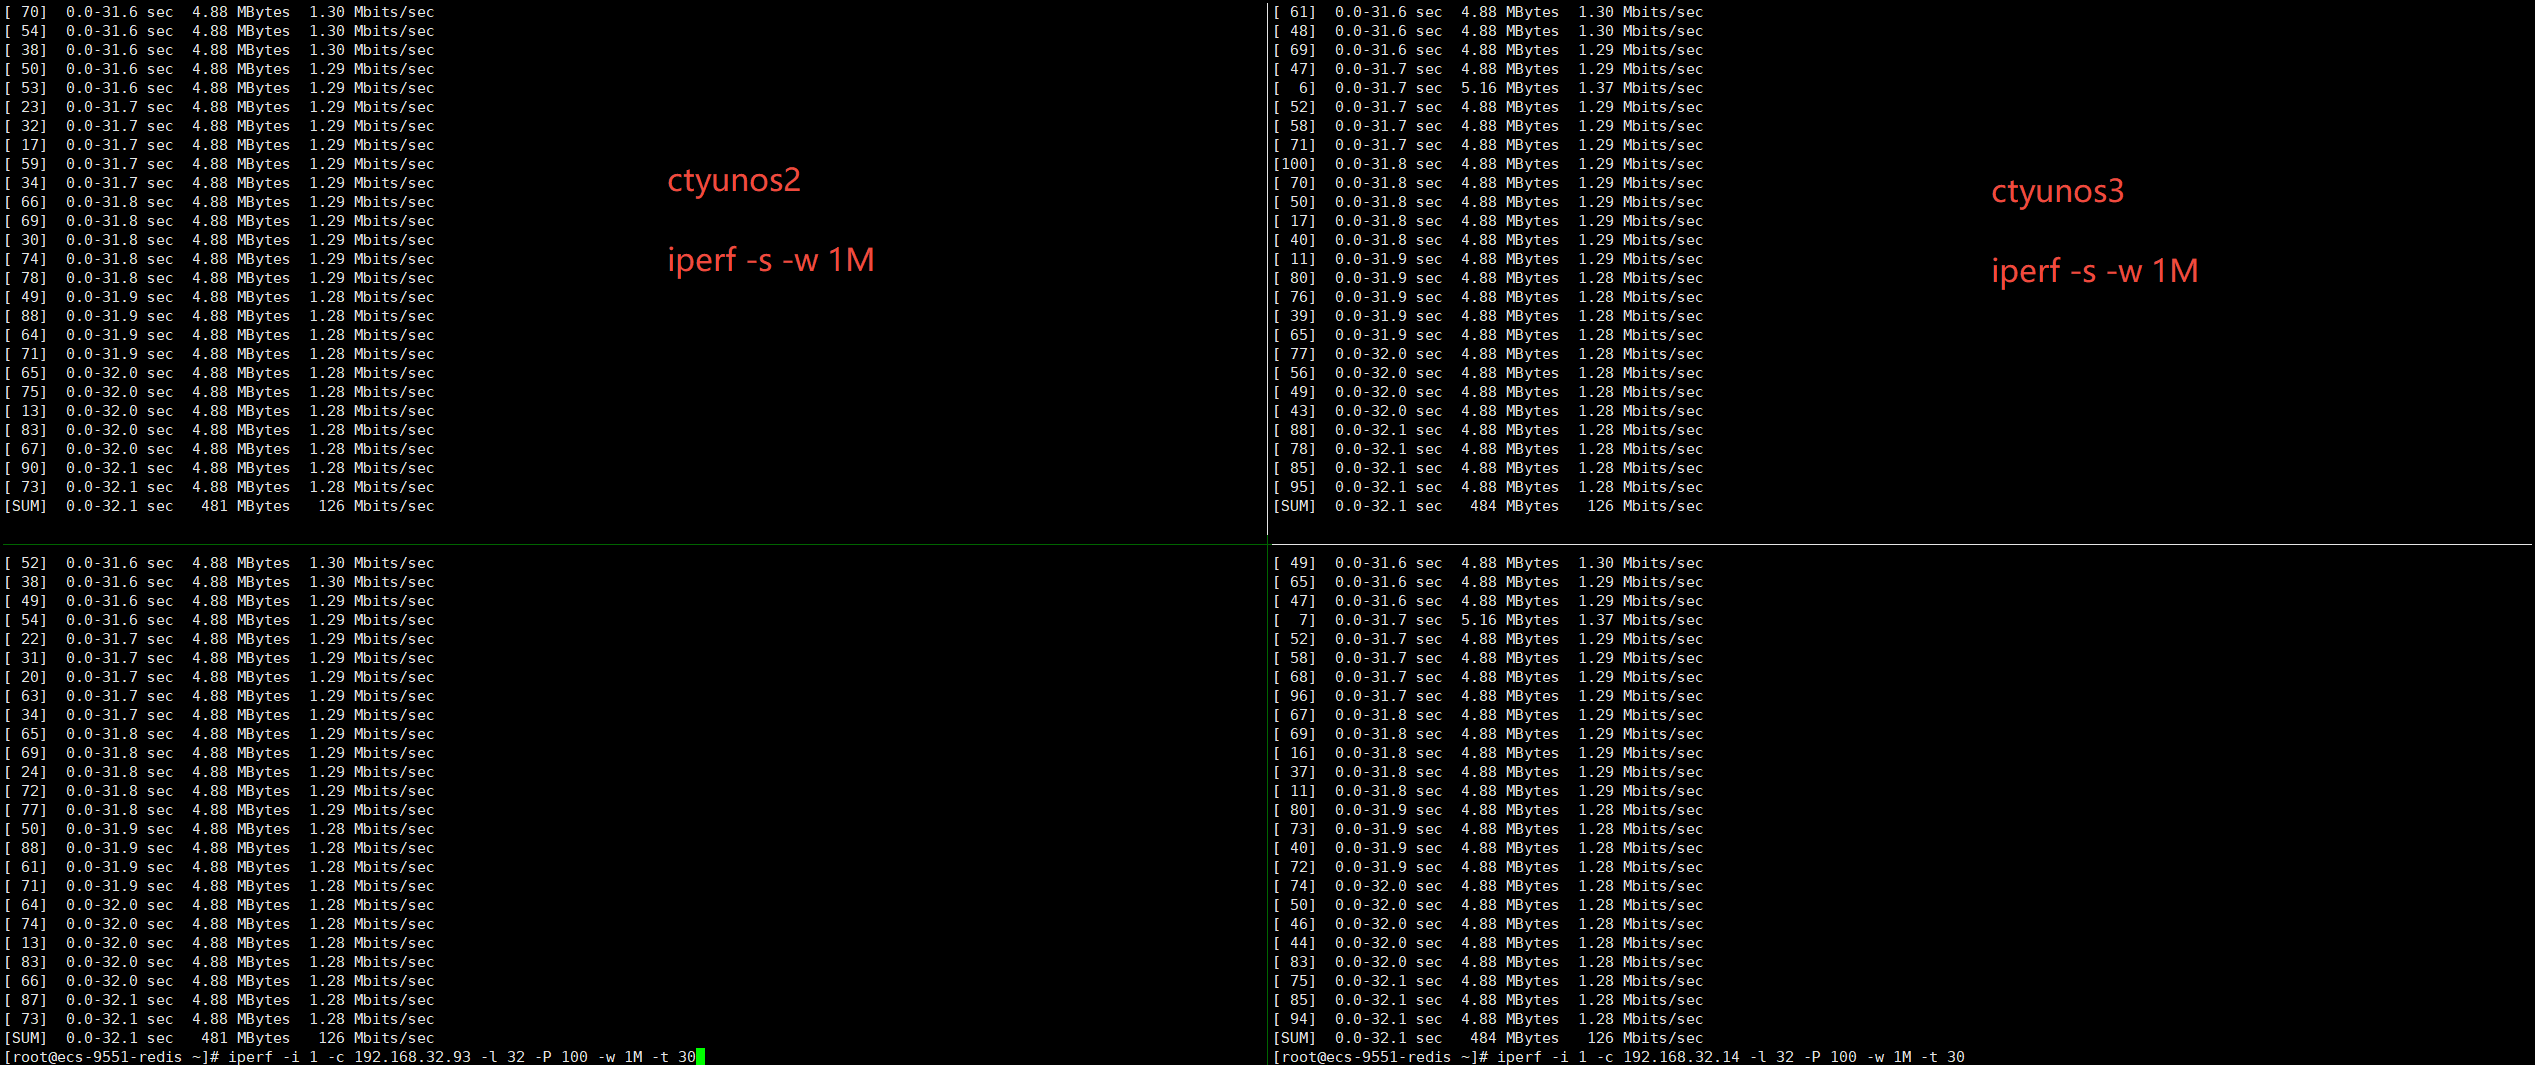 [ 70]  0.0-31.6 sec  4.88 MBytes  1.30 Mbits/sec
[ 54]  0.0-31.6 sec  4.88 MBytes  1.30 Mbits/sec
[ 38]  0.0-31.6 sec  4.88 MBytes  1.30 Mbits/sec
[ 50]  0.0-31.6 sec  4.88 MBytes  1.29 Mbits/sec
[ 53]  0.0-31.6 sec  4.88 MBytes  1.29 Mbits/sec
[ 23]  0.0-31.7 sec  4.88 MBytes  1.29 Mbits/sec
[ 32]  0.0-31.7 sec  4.88 MBytes  1.29 Mbits/sec
[ 17]  0.0-31.7 sec  4.88 MBytes  1.29 Mbits/sec
[ 59]  0.0-31.7 sec  4.88 MBytes  1.29 Mbits/sec
[ 34]  0.0-31.7 sec  4.88 MBytes  1.29 Mbits/sec
[ 66]  0.0-31.8 sec  4.88 MBytes  1.29 Mbits/sec
[ 69]  0.0-31.8 sec  4.88 MBytes  1.29 Mbits/sec
[ 30]  0.0-31.8 sec  4.88 MBytes  1.29 Mbits/sec
[ 74]  0.0-31.8 sec  4.88 MBytes  1.29 Mbits/sec
[ 78]  0.0-31.8 sec  4.88 MBytes  1.29 Mbits/sec
[ 49]  0.0-31.9 sec  4.88 MBytes  1.28 Mbits/sec
[ 88]  0.0-31.9 sec  4.88 MBytes  1.28 Mbits/sec
[ 64]  0.0-31.9 sec  4.88 MBytes  1.28 Mbits/sec
[ 71]  0.0-31.9 sec  4.88 MBytes  1.28 Mbits/sec
[ 65]  0.0-32.0 sec  4.88 MBytes  1.28 Mbits/sec
[ 75]  0.0-32.0 sec  4.88 MBytes  1.28 Mbits/sec
[ 13]  0.0-32.0 sec  4.88 MBytes  1.28 Mbits/sec
[ 83]  0.0-32.0 sec  4.88 MBytes  1.28 Mbits/sec
[ 67]  0.0-32.0 sec  4.88 MBytes  1.28 Mbits/sec
[ 90]  0.0-32.1 sec  4.88 MBytes  1.28 Mbits/sec
[ 73]  0.0-32.1 sec  4.88 MBytes  1.28 Mbits/sec
[SUM]  0.0-32.1 sec   481 MBytes   126 Mbits/sec
ctyunos2
iperf -s -w 1M
[ 61]  0.0-31.6 sec  4.88 MBytes  1.30 Mbits/sec
[ 48]  0.0-31.6 sec  4.88 MBytes  1.30 Mbits/sec
[ 69]  0.0-31.6 sec  4.88 MBytes  1.29 Mbits/sec
[ 47]  0.0-31.7 sec  4.88 MBytes  1.29 Mbits/sec
[  6]  0.0-31.7 sec  5.16 MBytes  1.37 Mbits/sec
[ 52]  0.0-31.7 sec  4.88 MBytes  1.29 Mbits/sec
[ 58]  0.0-31.7 sec  4.88 MBytes  1.29 Mbits/sec
[ 71]  0.0-31.7 sec  4.88 MBytes  1.29 Mbits/sec
[100]  0.0-31.8 sec  4.88 MBytes  1.29 Mbits/sec
[ 70]  0.0-31.8 sec  4.88 MBytes  1.29 Mbits/sec
[ 50]  0.0-31.8 sec  4.88 MBytes  1.29 Mbits/sec
[ 17]  0.0-31.8 sec  4.88 MBytes  1.29 Mbits/sec
[ 40]  0.0-31.8 sec  4.88 MBytes  1.29 Mbits/sec
[ 11]  0.0-31.9 sec  4.88 MBytes  1.29 Mbits/sec
[ 80]  0.0-31.9 sec  4.88 MBytes  1.28 Mbits/sec
[ 76]  0.0-31.9 sec  4.88 MBytes  1.28 Mbits/sec
[ 39]  0.0-31.9 sec  4.88 MBytes  1.28 Mbits/sec
[ 65]  0.0-31.9 sec  4.88 MBytes  1.28 Mbits/sec
[ 77]  0.0-32.0 sec  4.88 MBytes  1.28 Mbits/sec
[ 56]  0.0-32.0 sec  4.88 MBytes  1.28 Mbits/sec
[ 49]  0.0-32.0 sec  4.88 MBytes  1.28 Mbits/sec
[ 43]  0.0-32.0 sec  4.88 MBytes  1.28 Mbits/sec
[ 88]  0.0-32.1 sec  4.88 MBytes  1.28 Mbits/sec
[ 78]  0.0-32.1 sec  4.88 MBytes  1.28 Mbits/sec
[ 85]  0.0-32.1 sec  4.88 MBytes  1.28 Mbits/sec
[ 95]  0.0-32.1 sec  4.88 MBytes  1.28 Mbits/sec
[SUM]  0.0-32.1 sec   484 MBytes   126 Mbits/sec
ctyunos3
iperf -s -w 1M
[ 52]  0.0-31.6 sec  4.88 MBytes  1.30 Mbits/sec
[ 38]  0.0-31.6 sec  4.88 MBytes  1.30 Mbits/sec
[ 49]  0.0-31.6 sec  4.88 MBytes  1.29 Mbits/sec
[ 54]  0.0-31.6 sec  4.88 MBytes  1.29 Mbits/sec
[ 22]  0.0-31.7 sec  4.88 MBytes  1.29 Mbits/sec
[ 31]  0.0-31.7 sec  4.88 MBytes  1.29 Mbits/sec
[ 20]  0.0-31.7 sec  4.88 MBytes  1.29 Mbits/sec
[ 63]  0.0-31.7 sec  4.88 MBytes  1.29 Mbits/sec
[ 34]  0.0-31.7 sec  4.88 MBytes  1.29 Mbits/sec
[ 65]  0.0-31.8 sec  4.88 MBytes  1.29 Mbits/sec
[ 69]  0.0-31.8 sec  4.88 MBytes  1.29 Mbits/sec
[ 24]  0.0-31.8 sec  4.88 MBytes  1.29 Mbits/sec
[ 72]  0.0-31.8 sec  4.88 MBytes  1.29 Mbits/sec
[ 77]  0.0-31.8 sec  4.88 MBytes  1.29 Mbits/sec
[ 50]  0.0-31.9 sec  4.88 MBytes  1.28 Mbits/sec
[ 88]  0.0-31.9 sec  4.88 MBytes  1.28 Mbits/sec
[ 61]  0.0-31.9 sec  4.88 MBytes  1.28 Mbits/sec
[ 71]  0.0-31.9 sec  4.88 MBytes  1.28 Mbits/sec
[ 64]  0.0-32.0 sec  4.88 MBytes  1.28 Mbits/sec
[ 74]  0.0-32.0 sec  4.88 MBytes  1.28 Mbits/sec
[ 13]  0.0-32.0 sec  4.88 MBytes  1.28 Mbits/sec
[ 83]  0.0-32.0 sec  4.88 MBytes  1.28 Mbits/sec
[ 66]  0.0-32.0 sec  4.88 MBytes  1.28 Mbits/sec
[ 87]  0.0-32.1 sec  4.88 MBytes  1.28 Mbits/sec
[ 73]  0.0-32.1 sec  4.88 MBytes  1.28 Mbits/sec
[SUM]  0.0-32.1 sec   481 MBytes   126 Mbits/sec
[root@ecs-9551-redis ~]# iperf -i 1 -c 192.168.32.93 -l 32 -P 100 -w 1M -t 30
[ 49]  0.0-31.6 sec  4.88 MBytes  1.30 Mbits/sec
[ 65]  0.0-31.6 sec  4.88 MBytes  1.29 Mbits/sec
[ 47]  0.0-31.6 sec  4.88 MBytes  1.29 Mbits/sec
[  7]  0.0-31.7 sec  5.16 MBytes  1.37 Mbits/sec
[ 52]  0.0-31.7 sec  4.88 MBytes  1.29 Mbits/sec
[ 58]  0.0-31.7 sec  4.88 MBytes  1.29 Mbits/sec
[ 68]  0.0-31.7 sec  4.88 MBytes  1.29 Mbits/sec
[ 96]  0.0-31.7 sec  4.88 MBytes  1.29 Mbits/sec
[ 67]  0.0-31.8 sec  4.88 MBytes  1.29 Mbits/sec
[ 69]  0.0-31.8 sec  4.88 MBytes  1.29 Mbits/sec
[ 16]  0.0-31.8 sec  4.88 MBytes  1.29 Mbits/sec
[ 37]  0.0-31.8 sec  4.88 MBytes  1.29 Mbits/sec
[ 11]  0.0-31.8 sec  4.88 MBytes  1.29 Mbits/sec
[ 80]  0.0-31.9 sec  4.88 MBytes  1.28 Mbits/sec
[ 73]  0.0-31.9 sec  4.88 MBytes  1.28 Mbits/sec
[ 40]  0.0-31.9 sec  4.88 MBytes  1.28 Mbits/sec
[ 72]  0.0-31.9 sec  4.88 MBytes  1.28 Mbits/sec
[ 74]  0.0-32.0 sec  4.88 MBytes  1.28 Mbits/sec
[ 50]  0.0-32.0 sec  4.88 MBytes  1.28 Mbits/sec
[ 46]  0.0-32.0 sec  4.88 MBytes  1.28 Mbits/sec
[ 44]  0.0-32.0 sec  4.88 MBytes  1.28 Mbits/sec
[ 83]  0.0-32.0 sec  4.88 MBytes  1.28 Mbits/sec
[ 75]  0.0-32.1 sec  4.88 MBytes  1.28 Mbits/sec
[ 85]  0.0-32.1 sec  4.88 MBytes  1.28 Mbits/sec
[ 94]  0.0-32.1 sec  4.88 MBytes  1.28 Mbits/sec
[SUM]  0.0-32.1 sec   484 MBytes   126 Mbits/sec
[root@ecs-9551-redis ~]# iperf -i 1 -c 192.168.32.14 -l 32 -P 100 -w 1M -t 30